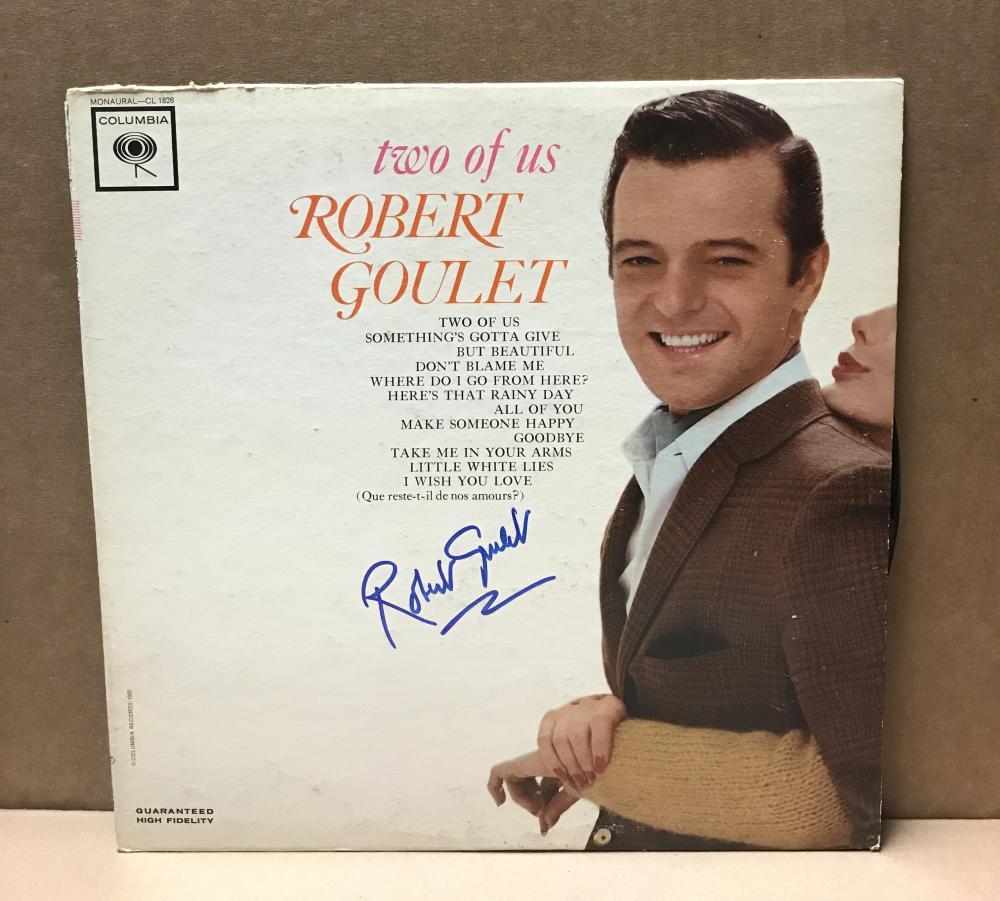 MONAURAL—CL 1826
COLUMBIA
two of us
ROBERT
GOULET
TWO OF US
SOMETHING'S GOTTA GIVE
BUT BEAUTIFUL
DON'T BLAME ME
WHERE DO I GO FROM HERE?
HERE'S THAT RAINY DAY
ALL OF YOU
MAKE SOMEONE HAPPY
GOODBYE
TAKE ME IN YOUR ARMS
LITTLE WHITE LIES
I WISH YOU LOVE
(Que reste-t-il de nos amours?)
Robert Goulet
© COLUMBIA RECORDS 1962
GUARANTEED
HIGH FIDELITY